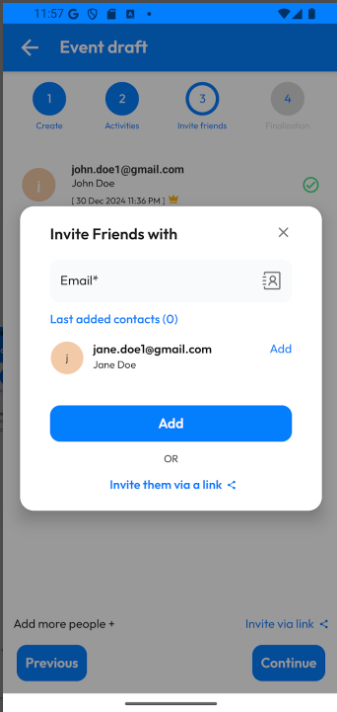 11:57
Event draft
1
2
3
4
Create
Activities
Invite friends
Finalization
john.doe1@gmail.com
j
John Doe
[ 30 Dec 2024 11:36 PM ]
Invite Friends with
Email*
Last added contacts (0)
j
jane.doe1@gmail.com
Add
Jane Doe
Add
OR
Invite them via a link
Add more people +
Invite via link
Previous
Continue